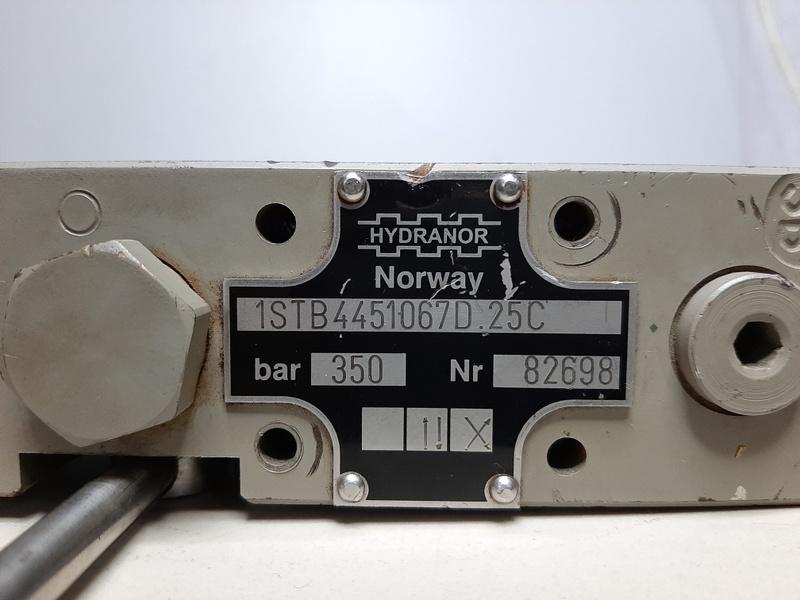 HYDRANOR
Norway
1STB4451067D.25C
bar 350 Nr 82698